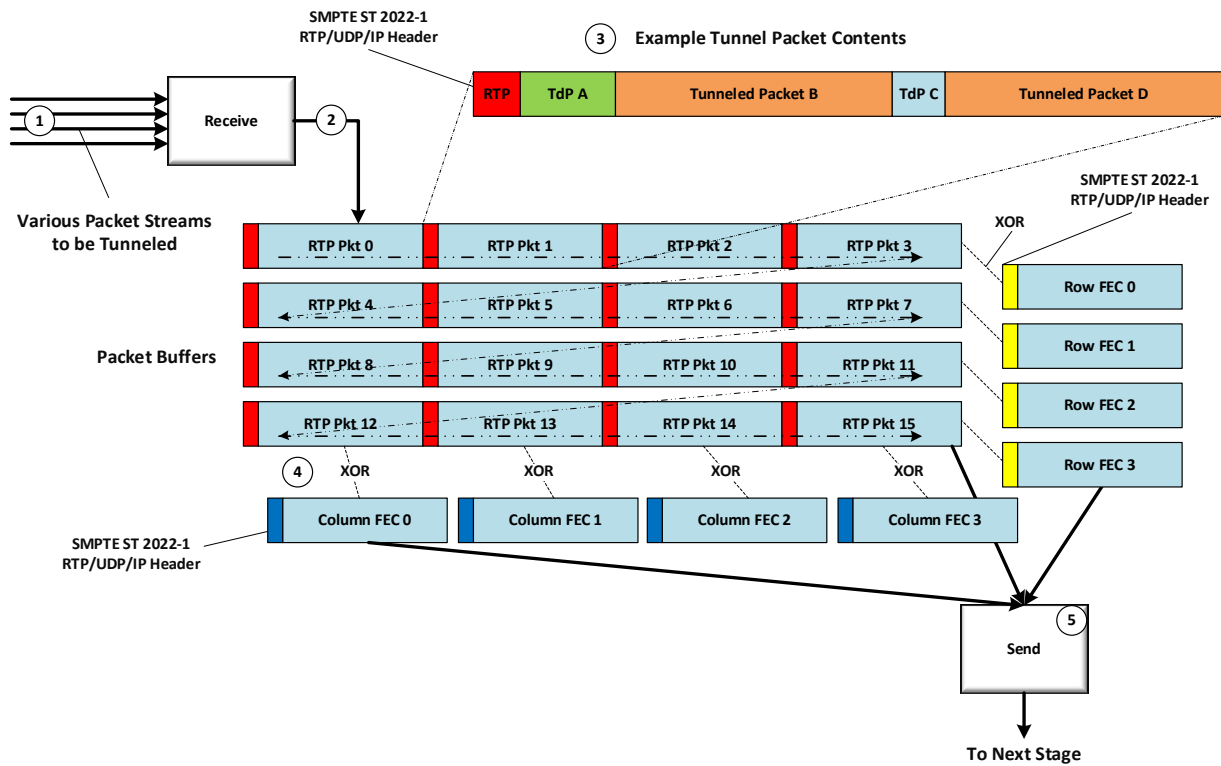 SMPTE ST 2022-1
RTP/UDP/IP Header
3 Example Tunnel Packet Contents
RTP TdP A Tunneled Packet B TdP C Tunneled Packet D
1
Receive
2
Various Packet Streams
to be Tunneled
SMPTE ST 2022-1
RTP/UDP/IP Header
XOR
RTP Pkt 0 RTP Pkt 1 RTP Pkt 2 RTP Pkt 3
Row FEC 0
RTP Pkt 4 RTP Pkt 5 RTP Pkt 6 RTP Pkt 7
Row FEC 1
Packet Buffers
RTP Pkt 8 RTP Pkt 9 RTP Pkt 10 RTP Pkt 11
Row FEC 2
RTP Pkt 12 RTP Pkt 13 RTP Pkt 14 RTP Pkt 15
Row FEC 3
4
XOR XOR XOR XOR
Column FEC 0 Column FEC 1 Column FEC 2 Column FEC 3
SMPTE ST 2022-1
RTP/UDP/IP Header
5
Send
To Next Stage